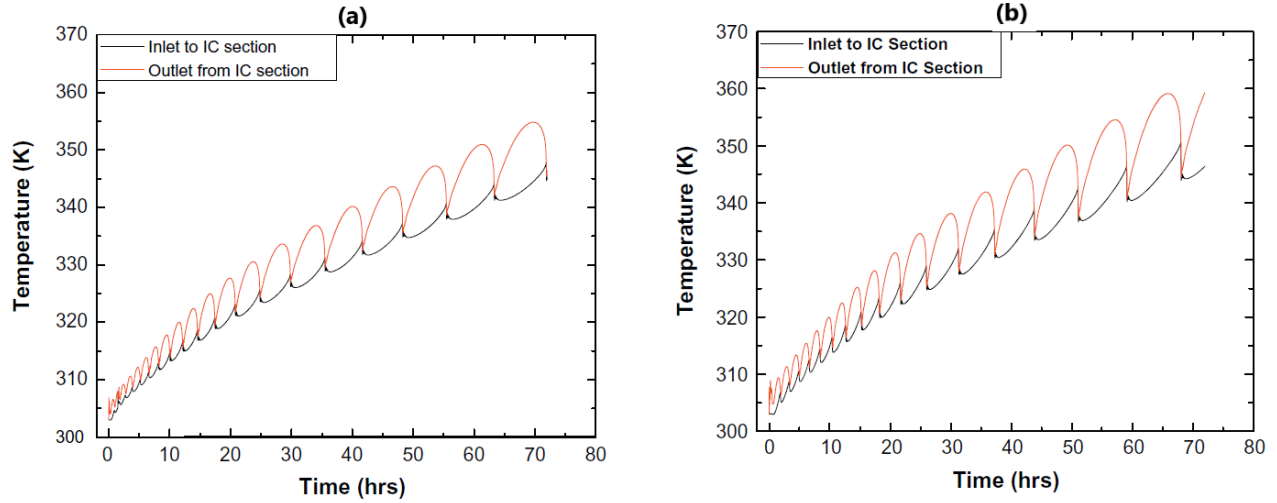 (a)
370
360
350
340
330
320
310
300
Temperature (K)
Inlet to IC section
Outlet from IC section
0 10 20 30 40 50 60 70 80
Time (hrs)
(b)
370
360
350
340
330
320
310
300
Temperature (K)
Inlet to IC Section
Outlet from IC Section
0 10 20 30 40 50 60 70 80
Time (hrs)